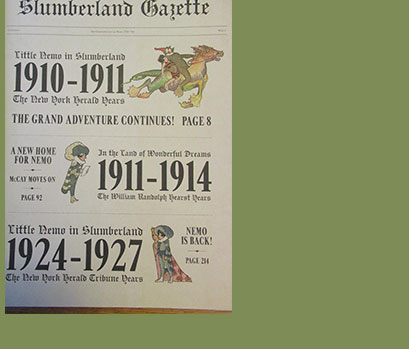 Slumberland Gazette
Little Nemo in Slumberland
1910-1911
The New York Herald Years
THE GRAND ADVENTURE CONTINUES! PAGE 8
A NEW HOME
FOR NEMO
McCAY MOVES ON
PAGE 92
In the Land of Wonderful Dreams
1911-1914
The William Randolph Hearst Years
Little Nemo in Slumberland
1924-1927
The New York Herald Tribune Years
NEMO
IS BACK!
PAGE 214